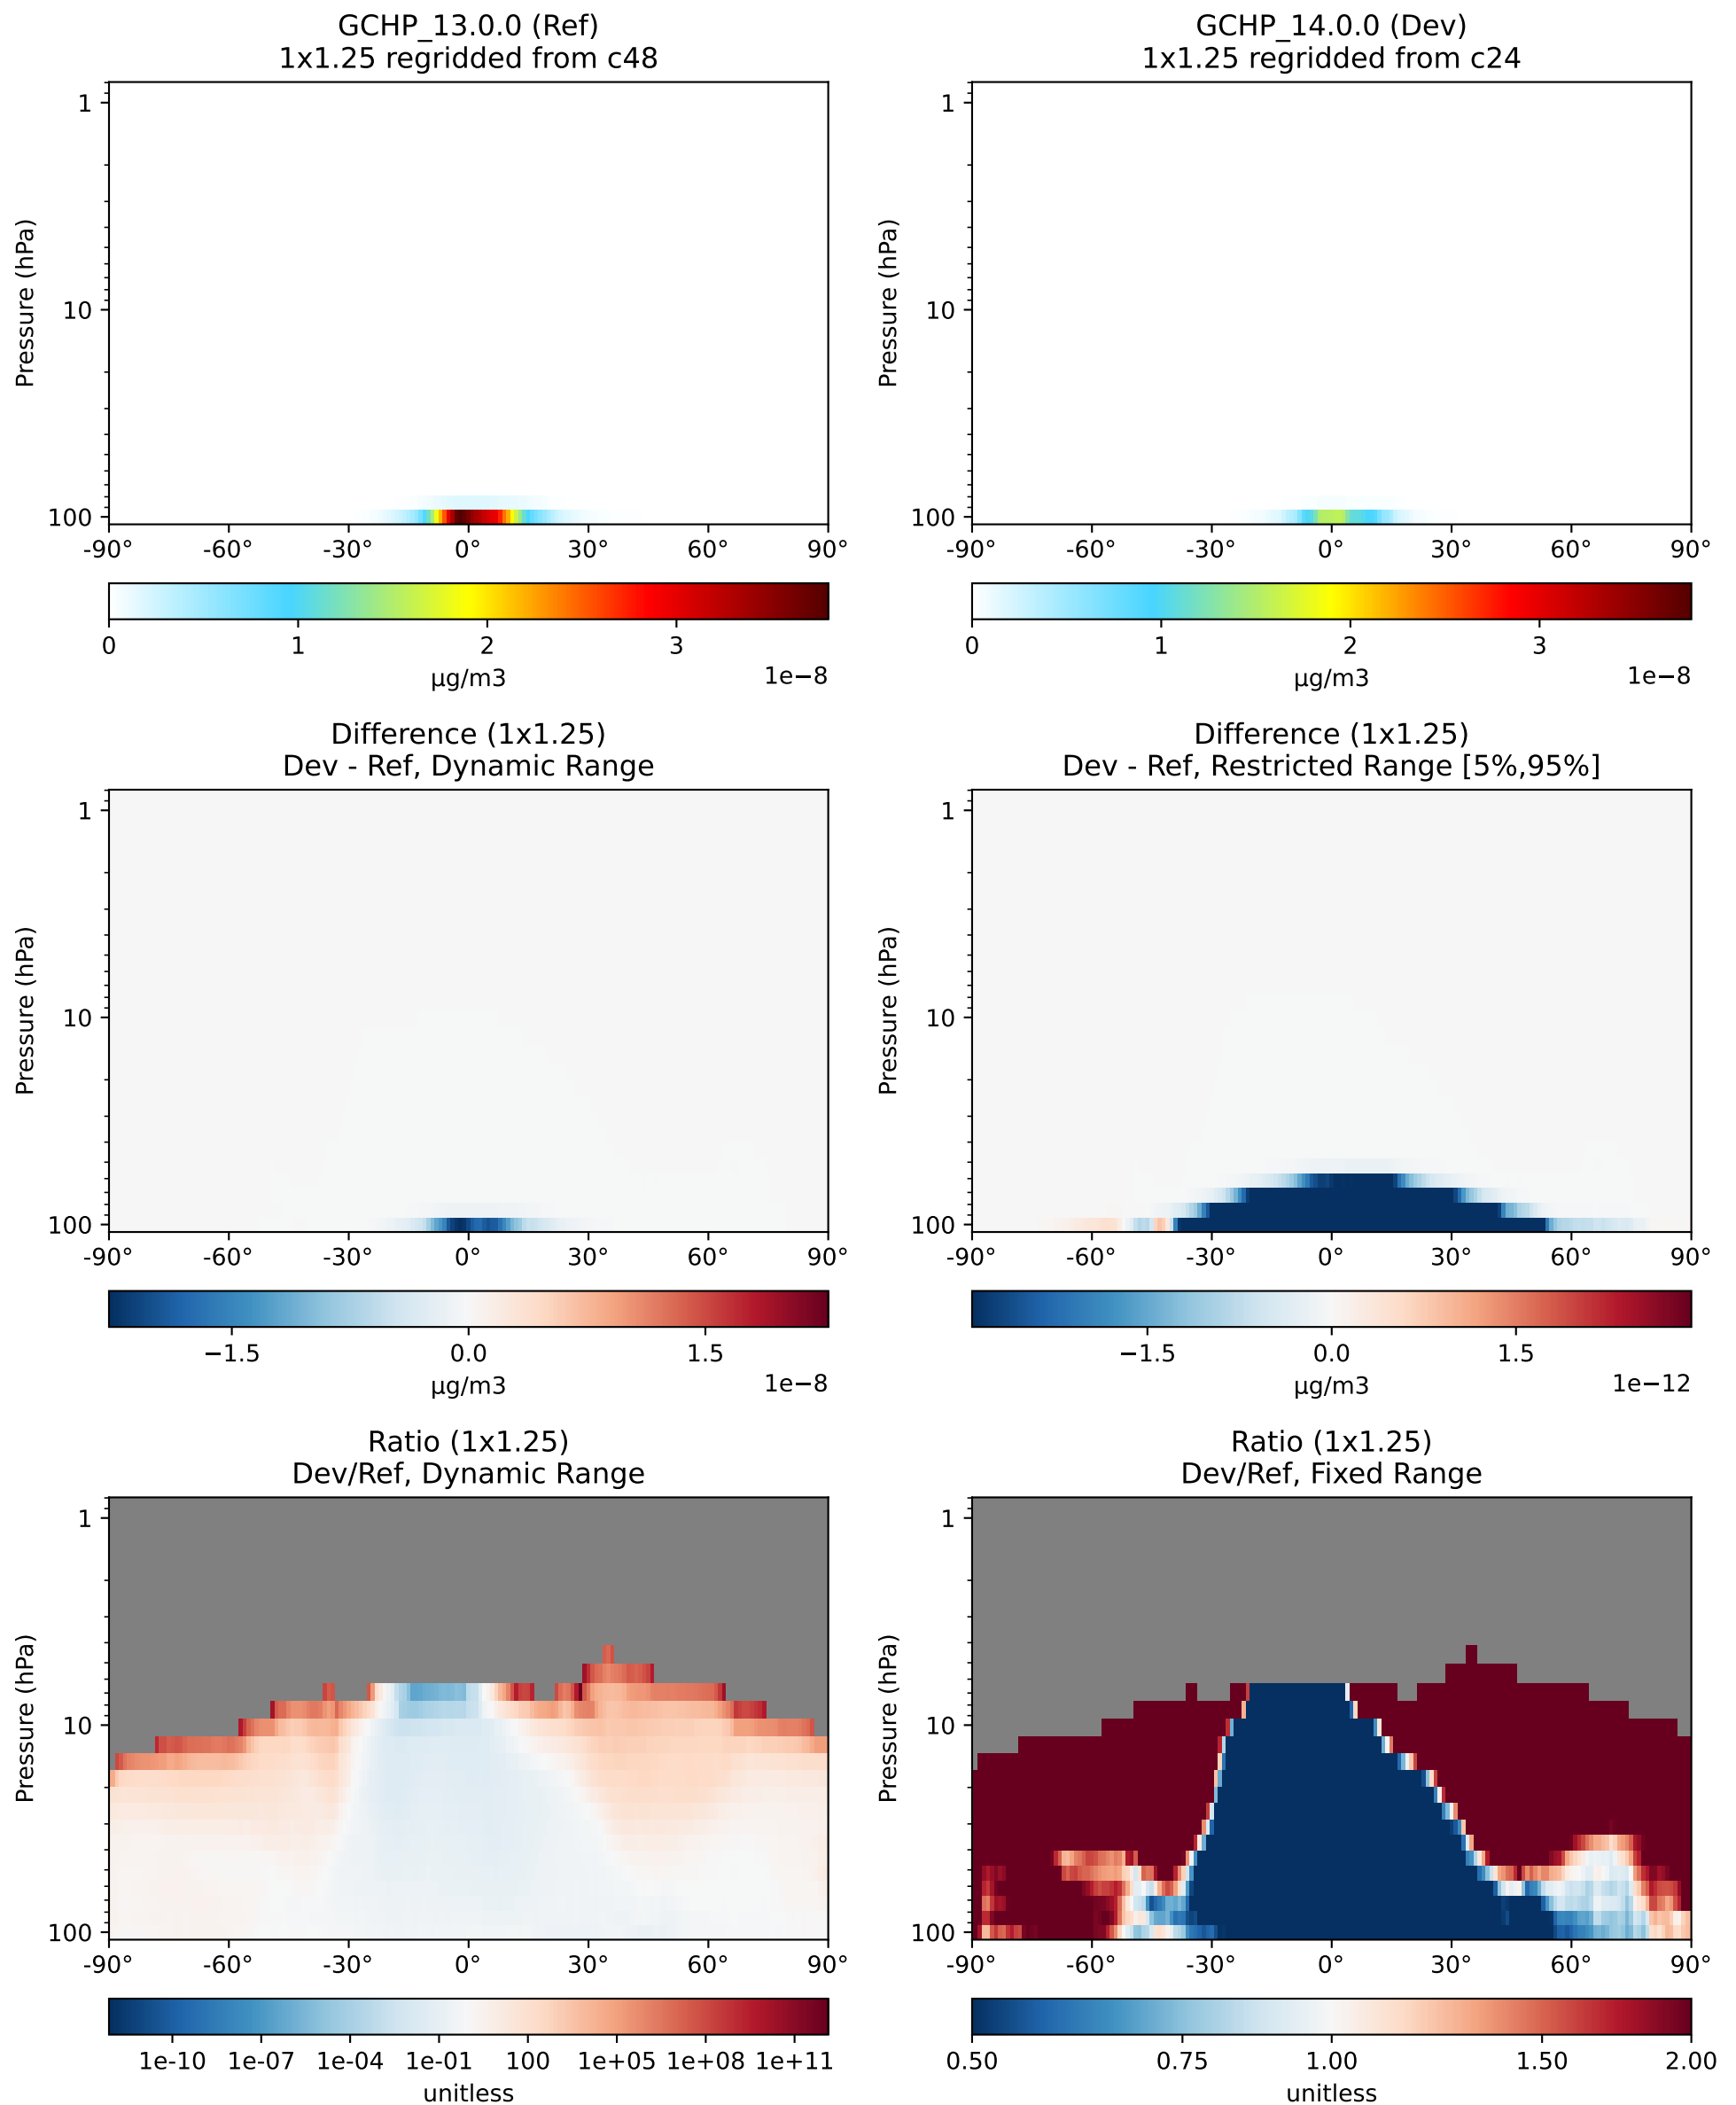 GCHP_13.0.0 (Ref)
1x1.25 regridded from c48
GCHP_14.0.0 (Dev)
1x1.25 regridded from c24
Pressure (hPa)
1
10
100
-90° -60° -30° 0° 30° 60° 90°
0 1 2 3
µg/m3
1e−8
Pressure (hPa)
1
10
100
-90° -60° -30° 0° 30° 60° 90°
0 1 2 3
µg/m3
1e−8
Difference (1x1.25)
Dev - Ref, Dynamic Range
Difference (1x1.25)
Dev - Ref, Restricted Range [5%,95%]
Pressure (hPa)
1
10
100
-90° -60° -30° 0° 30° 60° 90°
−1.5 0.0 1.5
µg/m3
1e−8
Pressure (hPa)
1
10
100
-90° -60° -30° 0° 30° 60° 90°
−1.5 0.0 1.5
µg/m3
1e−12
Ratio (1x1.25)
Dev/Ref, Dynamic Range
Ratio (1x1.25)
Dev/Ref, Fixed Range
Pressure (hPa)
1
10
100
-90° -60° -30° 0° 30° 60° 90°
1e-10 1e-07 1e-04 1e-01 100 1e+05 1e+08 1e+11
unitless
Pressure (hPa)
1
10
100
-90° -60° -30° 0° 30° 60° 90°
0.50 0.75 1.00 1.50 2.00
unitless